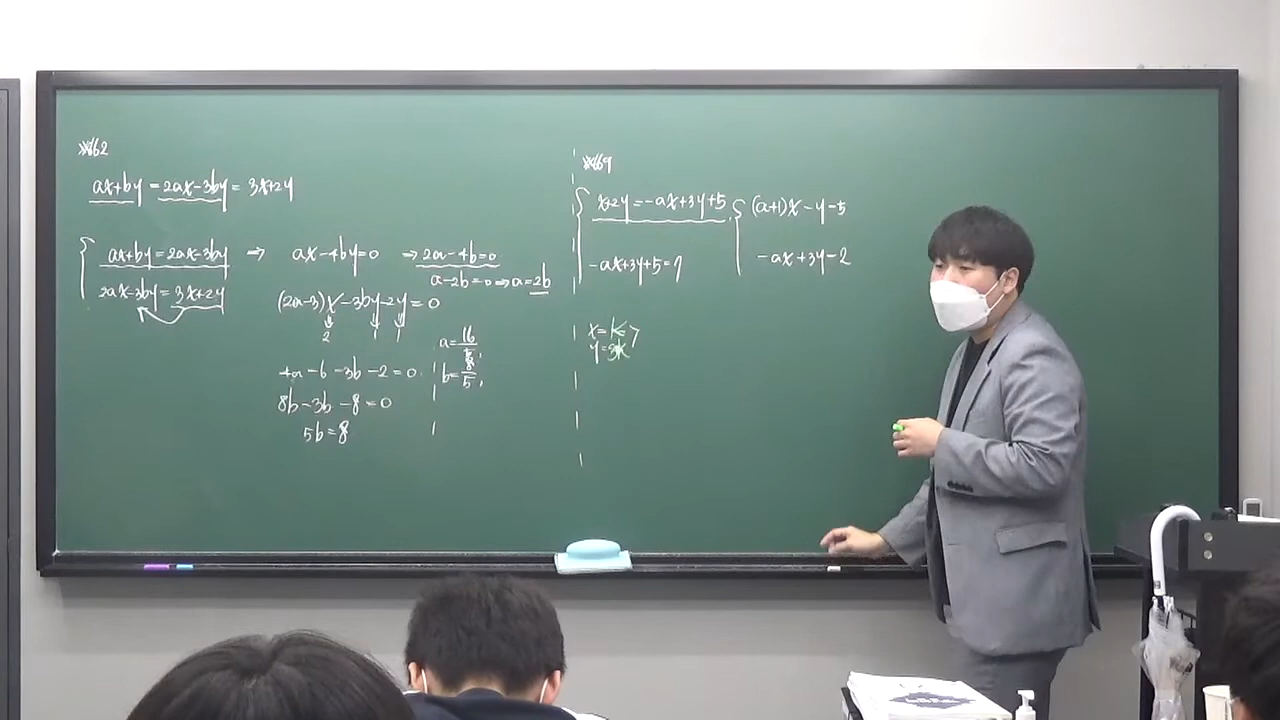 ※462
ax+by=2ax-3by=3x+2y
ax+by=2ax-3by ⇒ ax-4by=0 ⇒ 2a-4b=0
a-2b=0⇒a=2b
2ax-3by=3x+2y
(2a-3)x-3by-2y=0
2 1 1
a=16/5,
b=8/5,
4a-6-3b-2=0
8b-3b-8=0
5b=8
※469
x+2y=-ax+3y+5
-ax+3y+5=7
(a+1)x-y=5
-ax+3y=2
x=k
y=3k